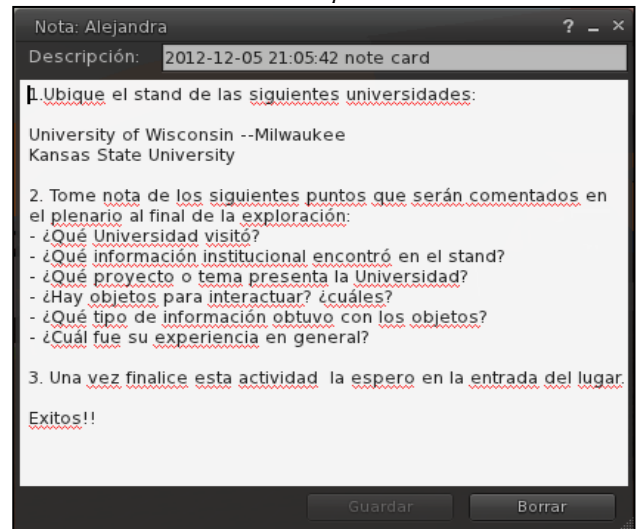 Nota: Alejandra ? _ ×
Descripción: 2012-12-05 21:05:42 note card
1.Ubique el stand de las siguientes universidades:
University of Wisconsin --Milwaukee
Kansas State University
2. Tome nota de los siguientes puntos que serán comentados en
el plenario al final de la exploración:
- ¿Qué Universidad visitó?
- ¿Qué información institucional encontró en el stand?
- ¿Qué proyecto o tema presenta la Universidad?
- ¿Hay objetos para interactuar? ¿cuáles?
- ¿Qué tipo de información obtuvo con los objetos?
- ¿Cuál fue su experiencia en general?
3. Una vez finalice esta actividad la espero en la entrada del lugar.
Exitos!!
Guardar Borrar